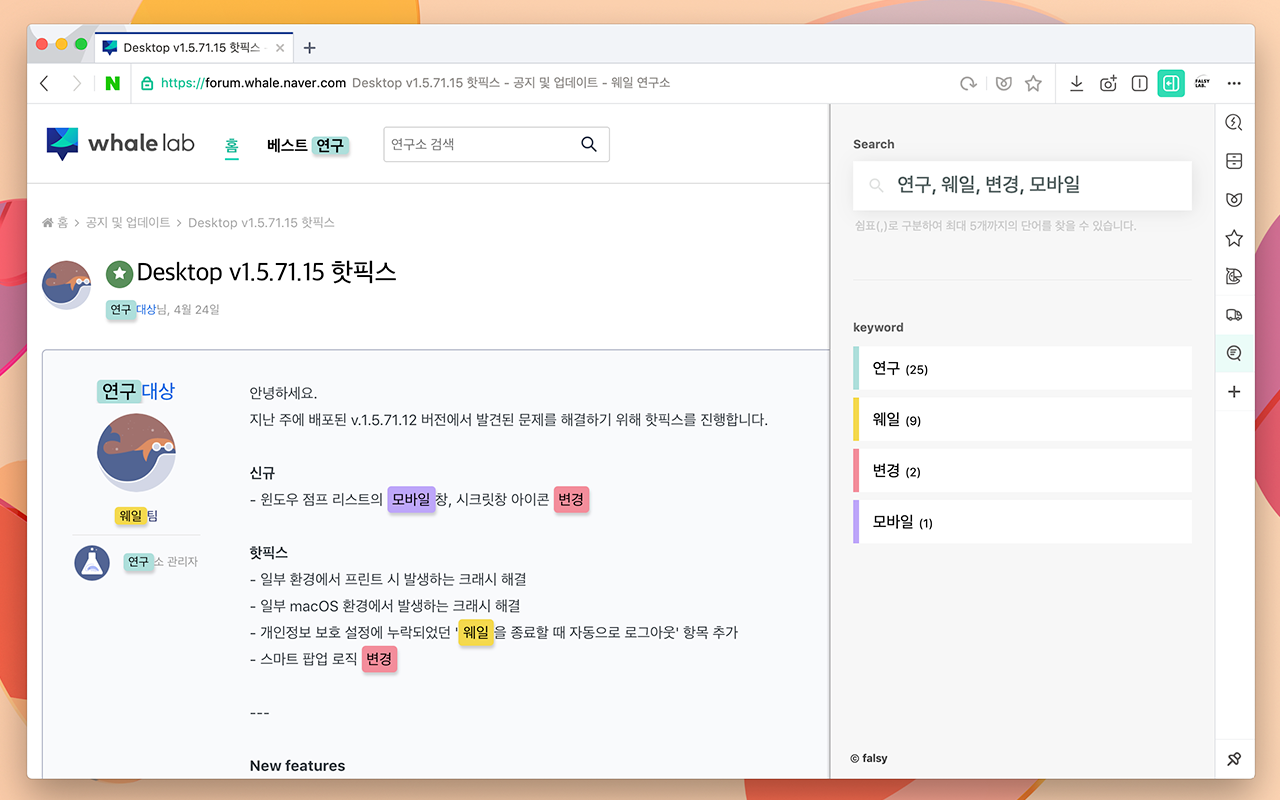 Desktop v1.5.71.15 핫픽스 -
N https://forum.whale.naver.com Desktop v1.5.71.15 핫픽스 - 공지 및 업데이트 - 웨일 연구소
FALSY LAB.
whale lab 홈 베스트 연구 연구소 검색
홈 > 공지 및 업데이트 > Desktop v1.5.71.15 핫픽스
Desktop v1.5.71.15 핫픽스
연구대상님, 4월 24일
연구대상
웨일팀
연구소 관리자
안녕하세요.
지난 주에 배포된 v.1.5.71.12 버전에서 발견된 문제를 해결하기 위해 핫픽스를 진행합니다.
신규
- 윈도우 점프 리스트의 모바일창, 시크릿창 아이콘 변경
핫픽스
- 일부 환경에서 프린트 시 발생하는 크래시 해결
- 일부 macOS 환경에서 발생하는 크래시 해결
- 개인정보 보호 설정에 누락되었던 '웨일을 종료할 때 자동으로 로그아웃' 항목 추가
- 스마트 팝업 로직 변경
---
New features
Search
연구, 웨일, 변경, 모바일
쉼표(,)로 구분하여 최대 5개까지의 단어를 찾을 수 있습니다.
keyword
연구 (25)
웨일 (9)
변경 (2)
모바일 (1)
© falsy